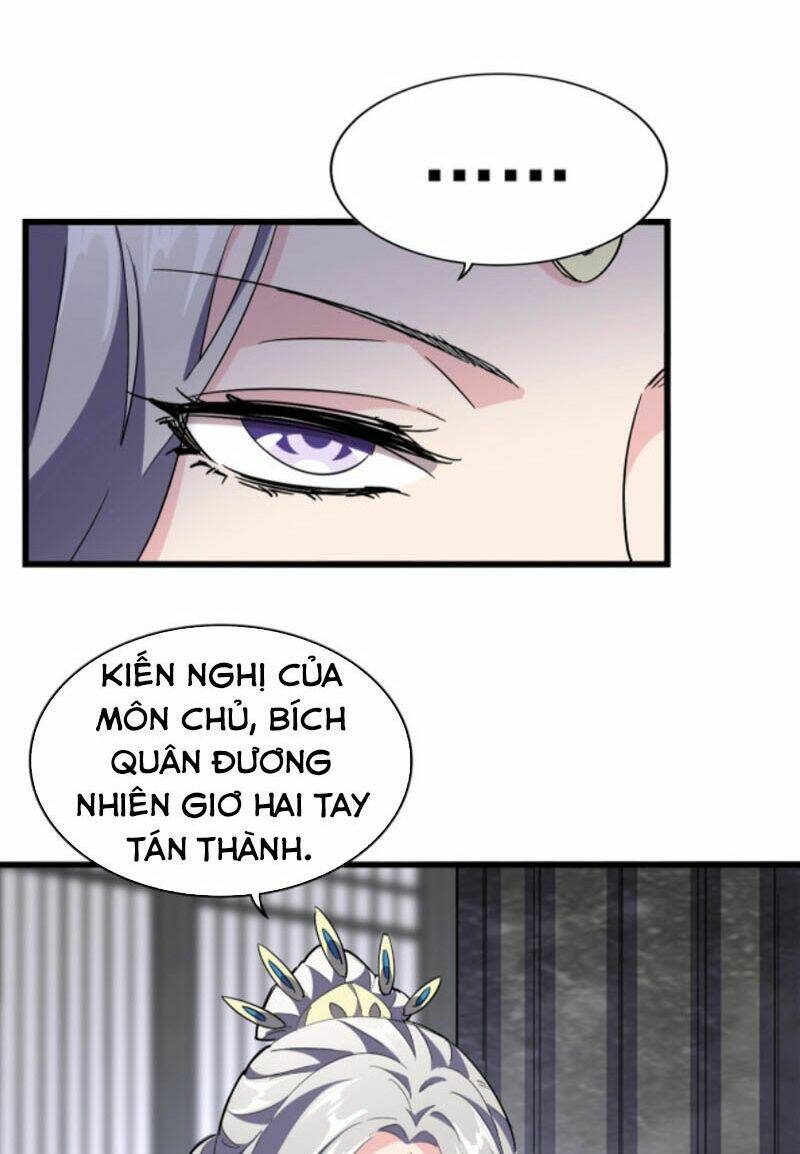 ......
KIẾN NGHỊ CỦA
MÔN CHỦ, BÍCH
QUÂN ĐƯƠNG
NHIÊN GIƠ HAI TAY
TÁN THÀNH.